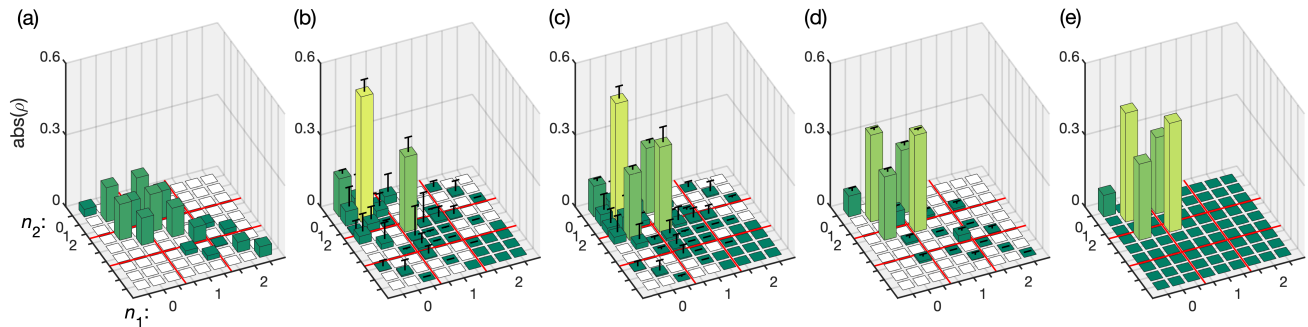 (a) (b) (c) (d) (e)
0.6 0.6 0.6 0.6 0.6
abs(ρ)
0.3 0.3 0.3 0.3 0.3
0 0 0 0 0
n2: 0 1 2 0 1 2 0 1 2 0 1 2 0 1 2
n1: 0 1 2 0 1 2 0 1 2 0 1 2 0 1 2